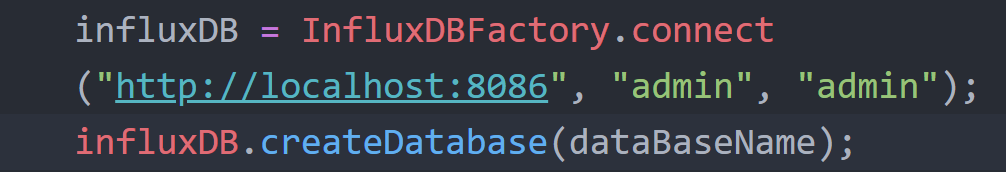 influxDB = InfluxDBFactory.connect
("http://localhost:8086", "admin", "admin");
influxDB.createDatabase(dataBaseName);